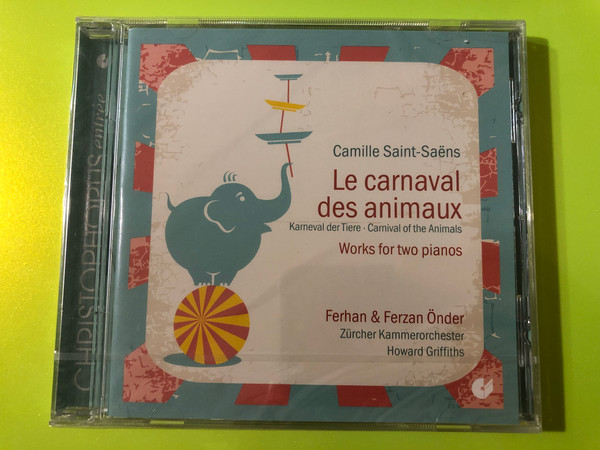 CHRISTOPHORUS entrée
Camille Saint-Saëns
Le carnaval
des animaux
Karneval der Tiere · Carnival of the Animals
Works for two pianos
Ferhan & Ferzan Önder
Zürcher Kammerorchester
Howard Griffiths